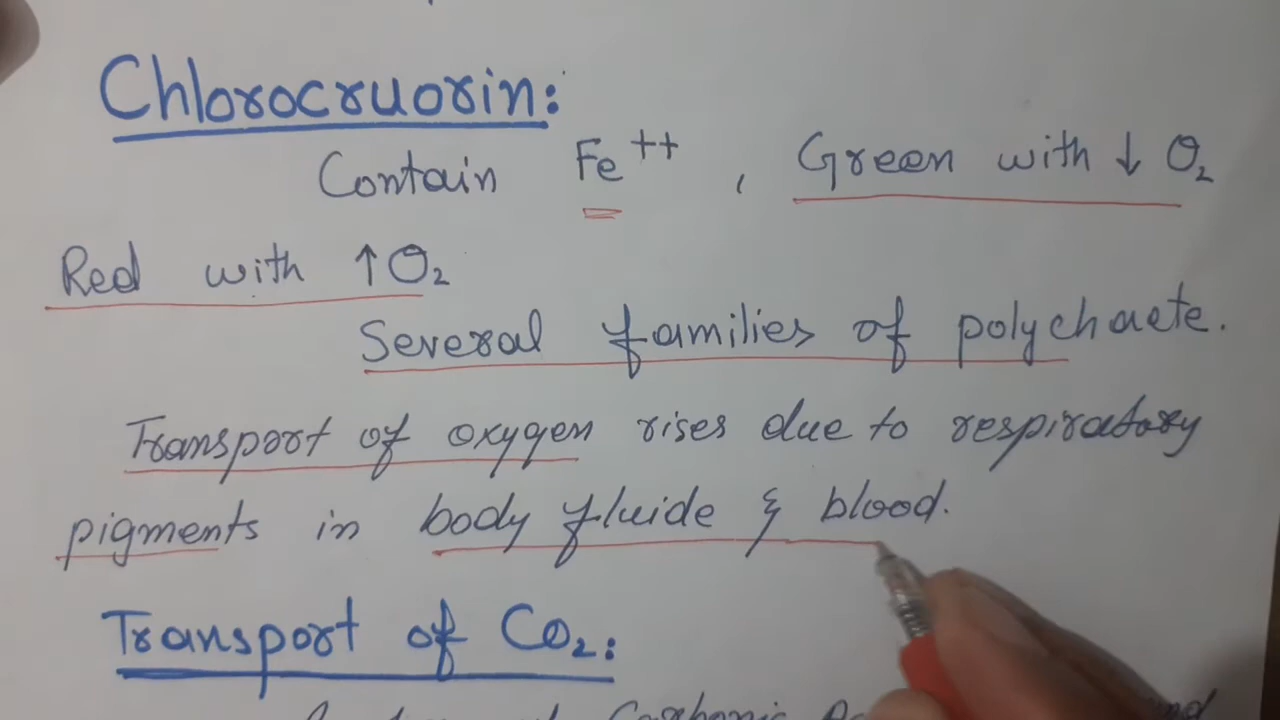 Chlorocruorin:
Contain Fe++, Green with ↓ O₂
Red with ↑O₂
Several families of polychaete.
Transport of oxygen rises due to respiratory
pigments in body fluide & blood.
Transport of CO₂:
Carbonic